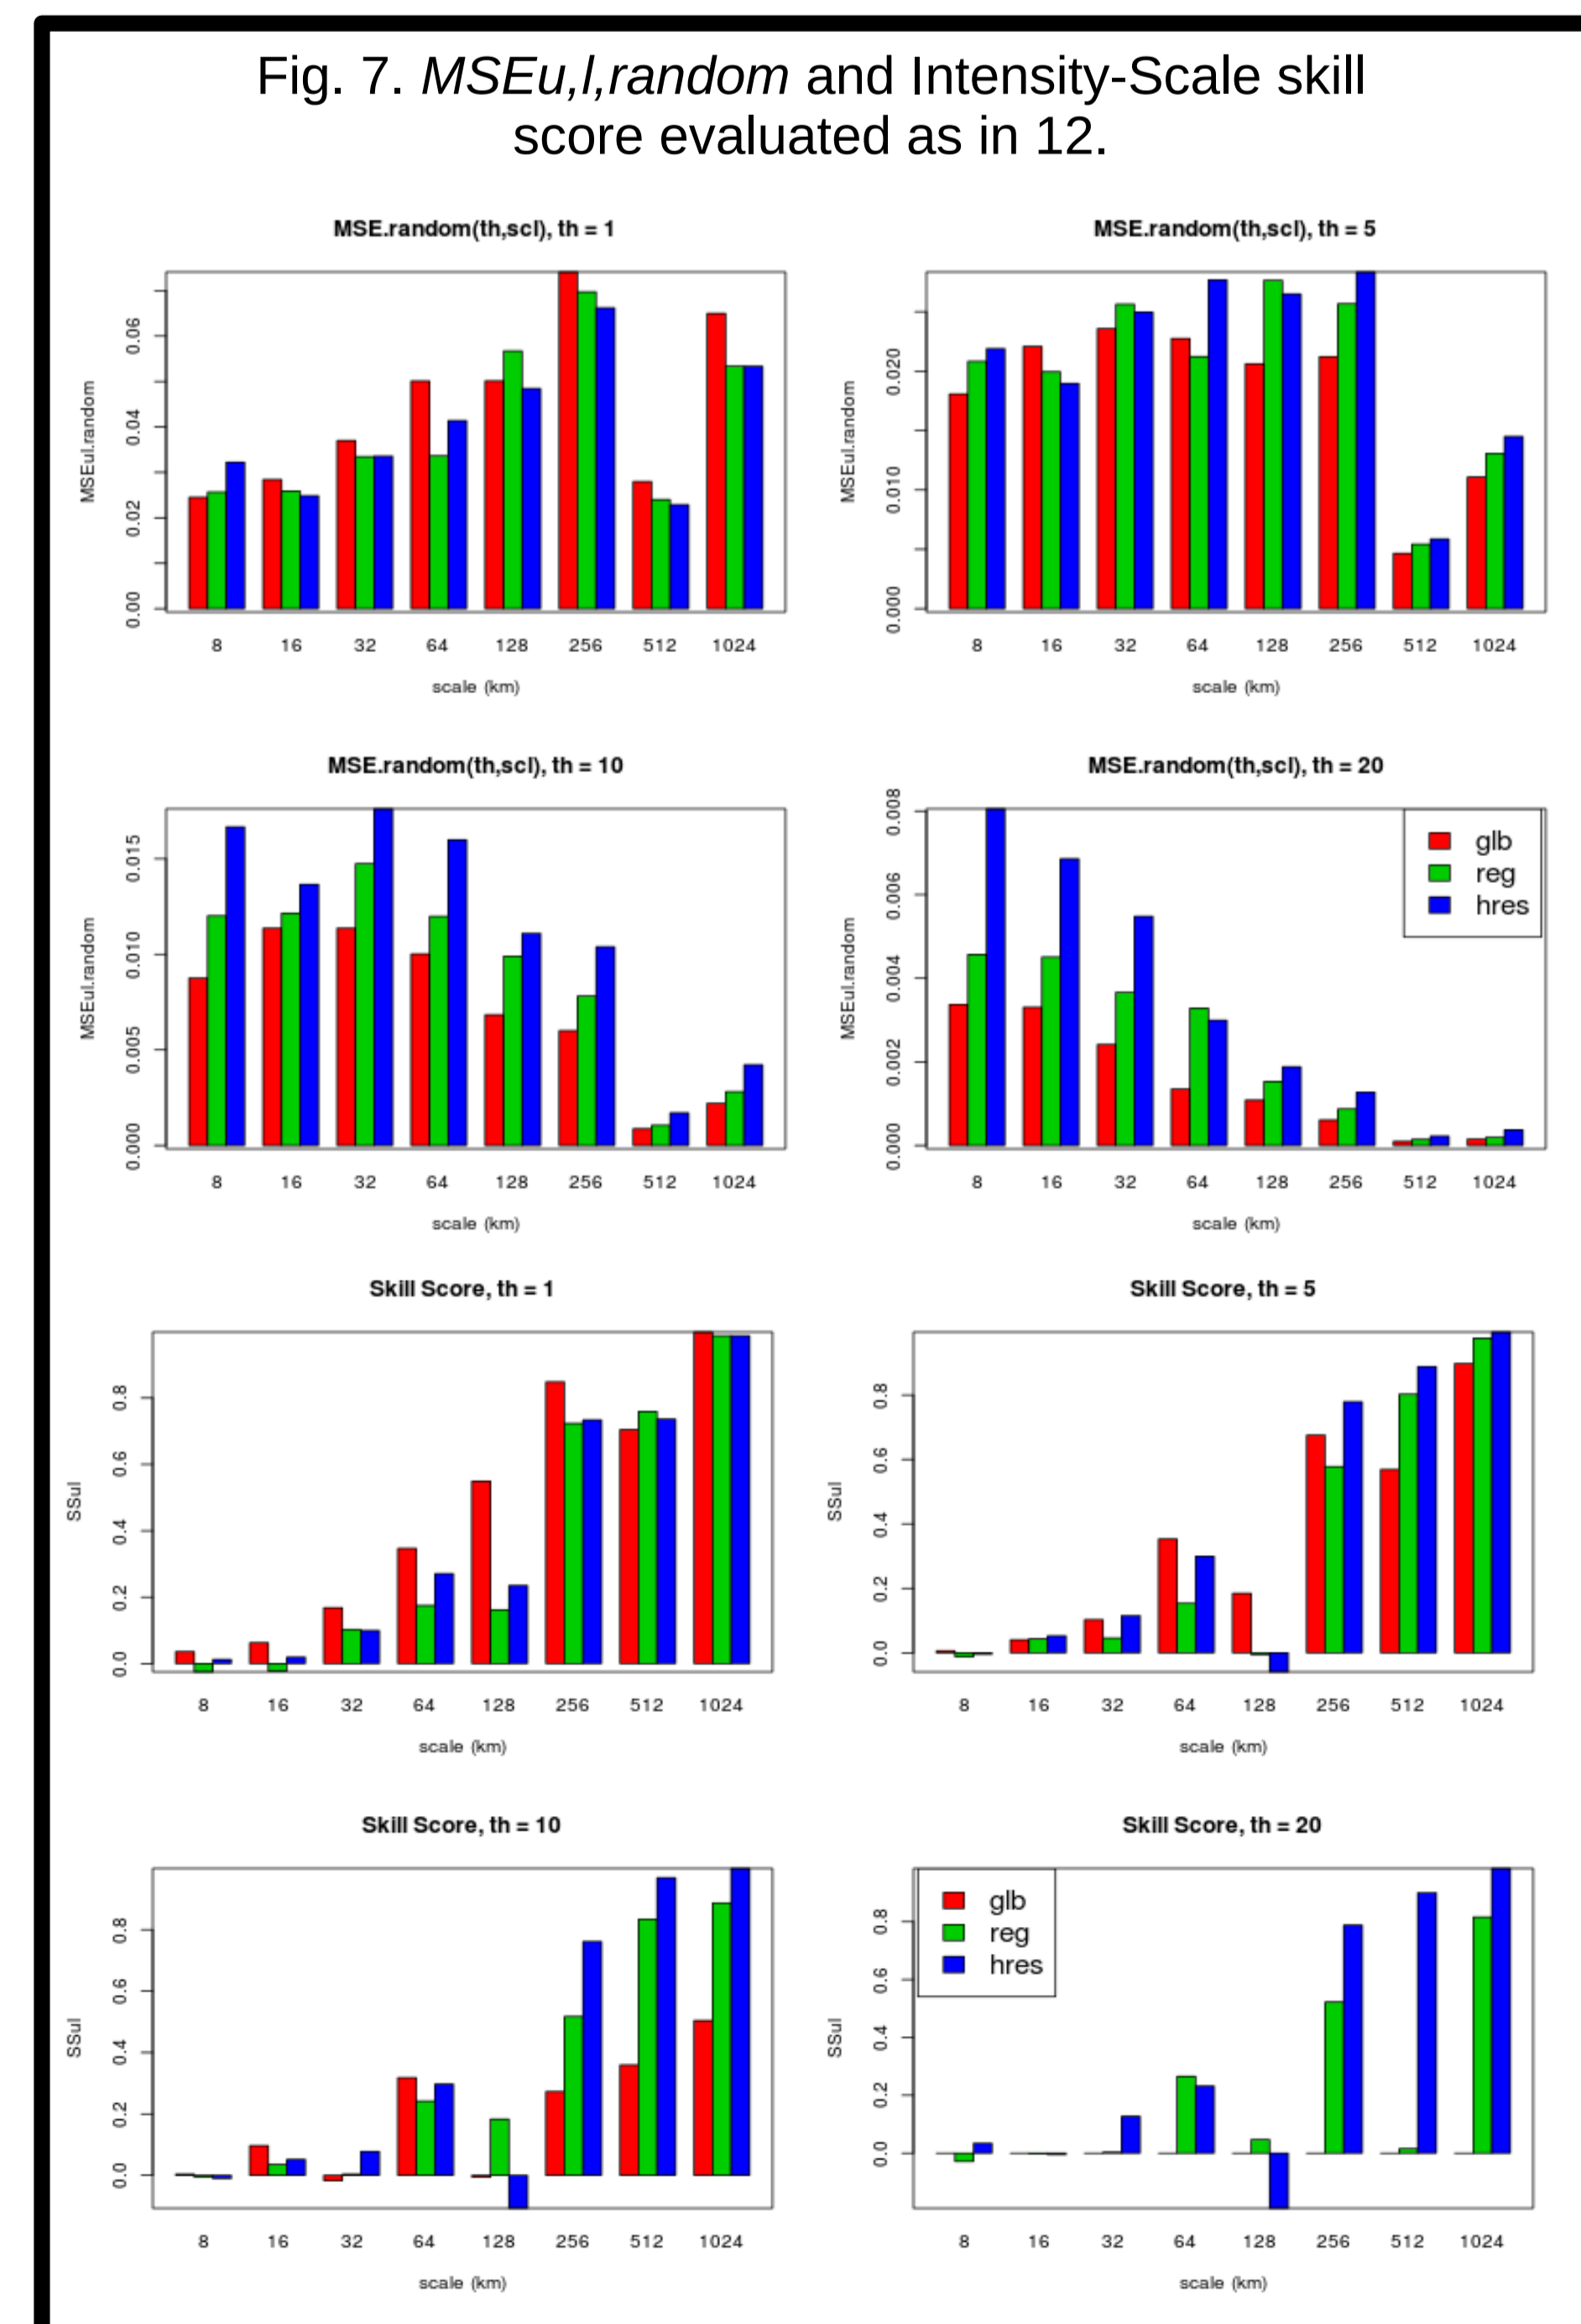 Fig. 7. MSEu,l,random and Intensity-Scale skill
score evaluated as in 12.
MSE.random(th,scl), th = 1
MSEul.random
0.00 0.02 0.04 0.06
8 16 32 64 128 256 512 1024
scale (km)
MSE.random(th,scl), th = 5
MSEul.random
0.000 0.010 0.020
8 16 32 64 128 256 512 1024
scale (km)
MSE.random(th,scl), th = 10
MSEul.random
0.000 0.005 0.010 0.015
8 16 32 64 128 256 512 1024
scale (km)
MSE.random(th,scl), th = 20
MSEul.random
0.000 0.002 0.004 0.006 0.008
glb
reg
hres
8 16 32 64 128 256 512 1024
scale (km)
Skill Score, th = 1
SSul
0.0 0.2 0.4 0.6 0.8
8 16 32 64 128 256 512 1024
scale (km)
Skill Score, th = 5
SSul
0.0 0.2 0.4 0.6 0.8
8 16 32 64 128 256 512 1024
scale (km)
Skill Score, th = 10
SSul
0.0 0.2 0.4 0.6 0.8
8 16 32 64 128 256 512 1024
scale (km)
Skill Score, th = 20
SSul
0.0 0.2 0.4 0.6 0.8
glb
reg
hres
8 16 32 64 128 256 512 1024
scale (km)